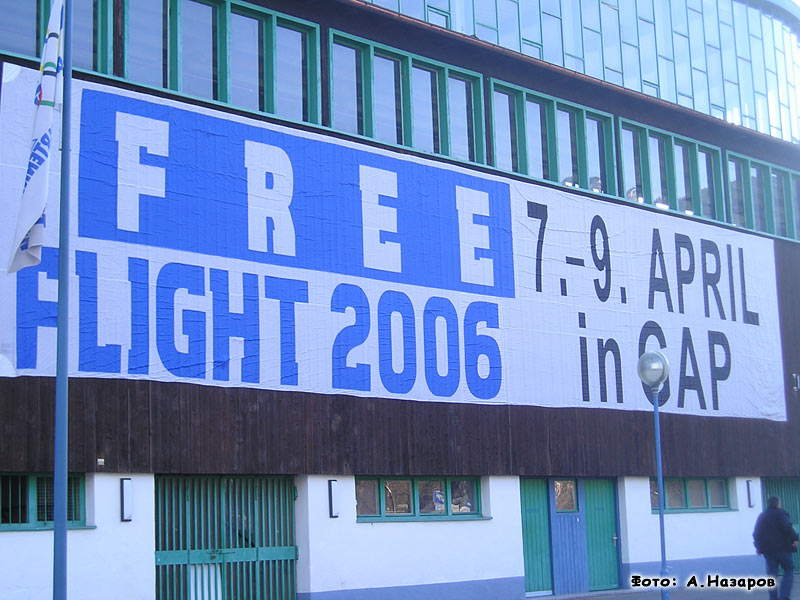 FREE
FLIGHT 2006
7.-9. APRIL
in GAP
Фото: А.Назаров